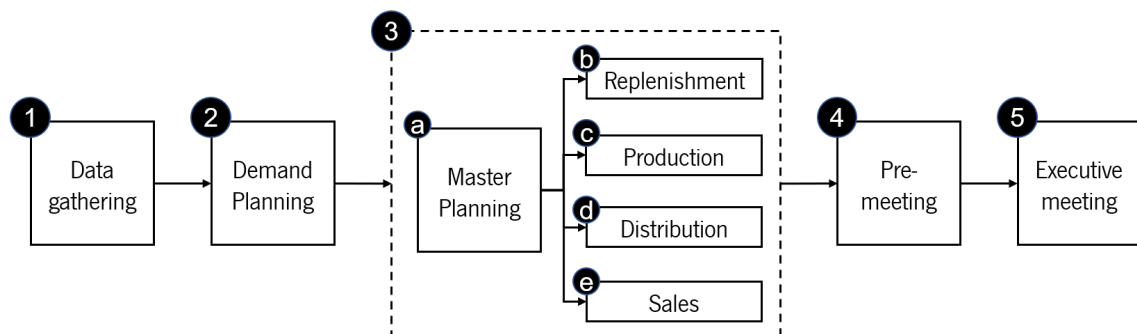 1
Data
gathering
2
Demand
Planning
3
a
Master
Planning
b
Replenishment
c
Production
d
Distribution
e
Sales
4
Pre-
meeting
5
Executive
meeting